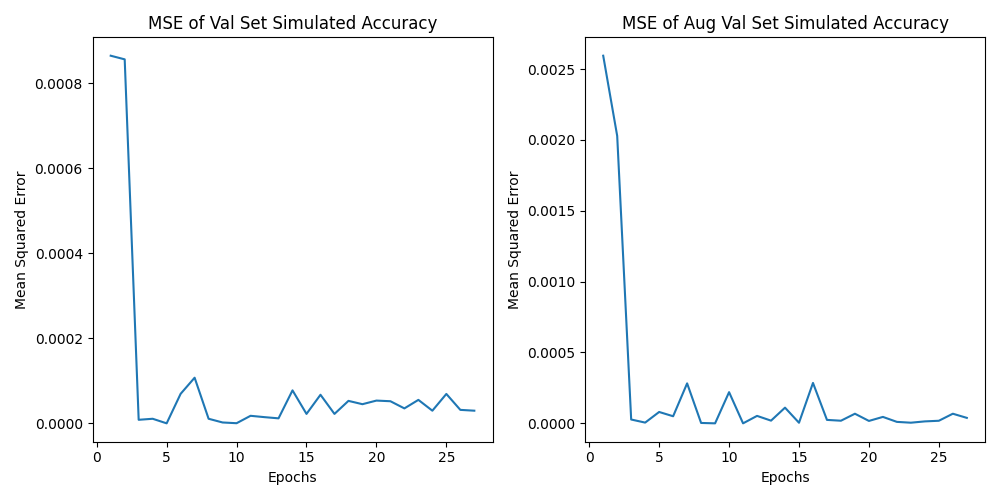 MSE of Val Set Simulated Accuracy
Mean Squared Error
0.0008
0.0006
0.0004
0.0002
0.0000
0 5 10 15 20 25
Epochs
MSE of Aug Val Set Simulated Accuracy
Mean Squared Error
0.0025
0.0020
0.0015
0.0010
0.0005
0.0000
0 5 10 15 20 25
Epochs